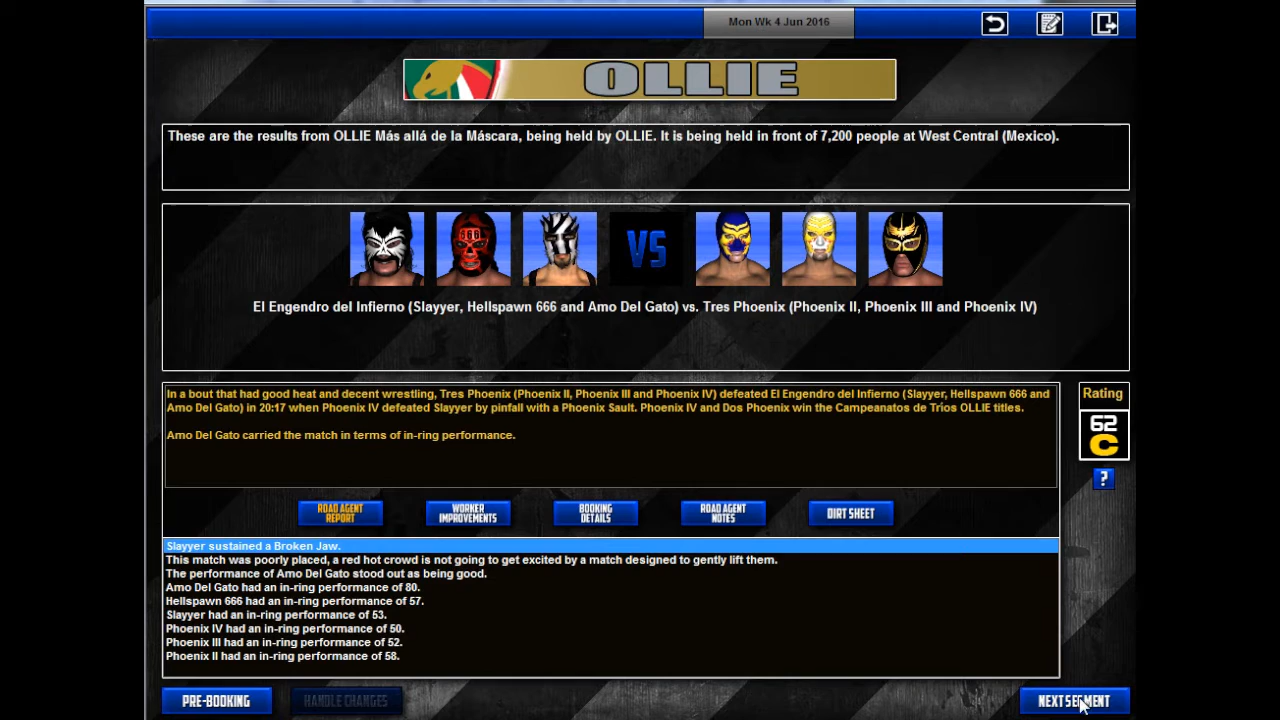 Mon Wk 4 Jun 2016
OLLIE
These are the results from OLLIE Más allá de la Máscara, being held by OLLIE. It is being held in front of 7,200 people at West Central (Mexico).
666
VS
El Engendro del Infierno (Slayyer, Hellspawn 666 and Amo Del Gato) vs. Tres Phoenix (Phoenix II, Phoenix III and Phoenix IV)
In a bout that had good heat and decent wrestling, Tres Phoenix (Phoenix II, Phoenix III and Phoenix IV) defeated El Engendro del Infierno (Slayyer, Hellspawn 666 and
Amo Del Gato) in 20:17 when Phoenix IV defeated Slayyer by pinfall with a Phoenix Sault. Phoenix IV and Dos Phoenix win the Campeanatos de Trios OLLIE titles.
Amo Del Gato carried the match in terms of in-ring performance.
Rating
62
C
?
ROAD AGENT
REPORT
WORKER
IMPROVEMENTS
BOOKING
DETAILS
ROAD AGENT
NOTES
DIRT SHEET
Slayyer sustained a Broken Jaw.
This match was poorly placed, a red hot crowd is not going to get excited by a match designed to gently lift them.
The performance of Amo Del Gato stood out as being good.
Amo Del Gato had an in-ring performance of 80.
Hellspawn 666 had an in-ring performance of 57.
Slayyer had an in-ring performance of 53.
Phoenix IV had an in-ring performance of 50.
Phoenix III had an in-ring performance of 52.
Phoenix II had an in-ring performance of 58.
PRE-BOOKING
HANDLE CHANGES
NEXT SEGMENT